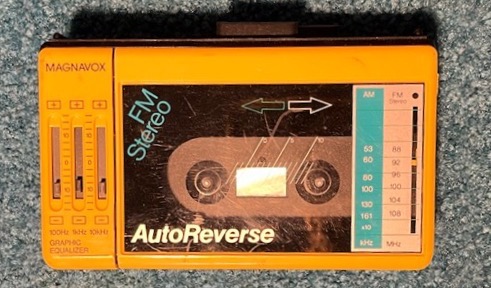 MAGNAVOX
FM
Stereo
AM
FM
Stereo
53
60
80
100
130
161
x10
kHz
88
92
96
100
104
108
MHz
100Hz 1kHz 10kHz
GRAPHIC
EQUALIZER
AutoReverse